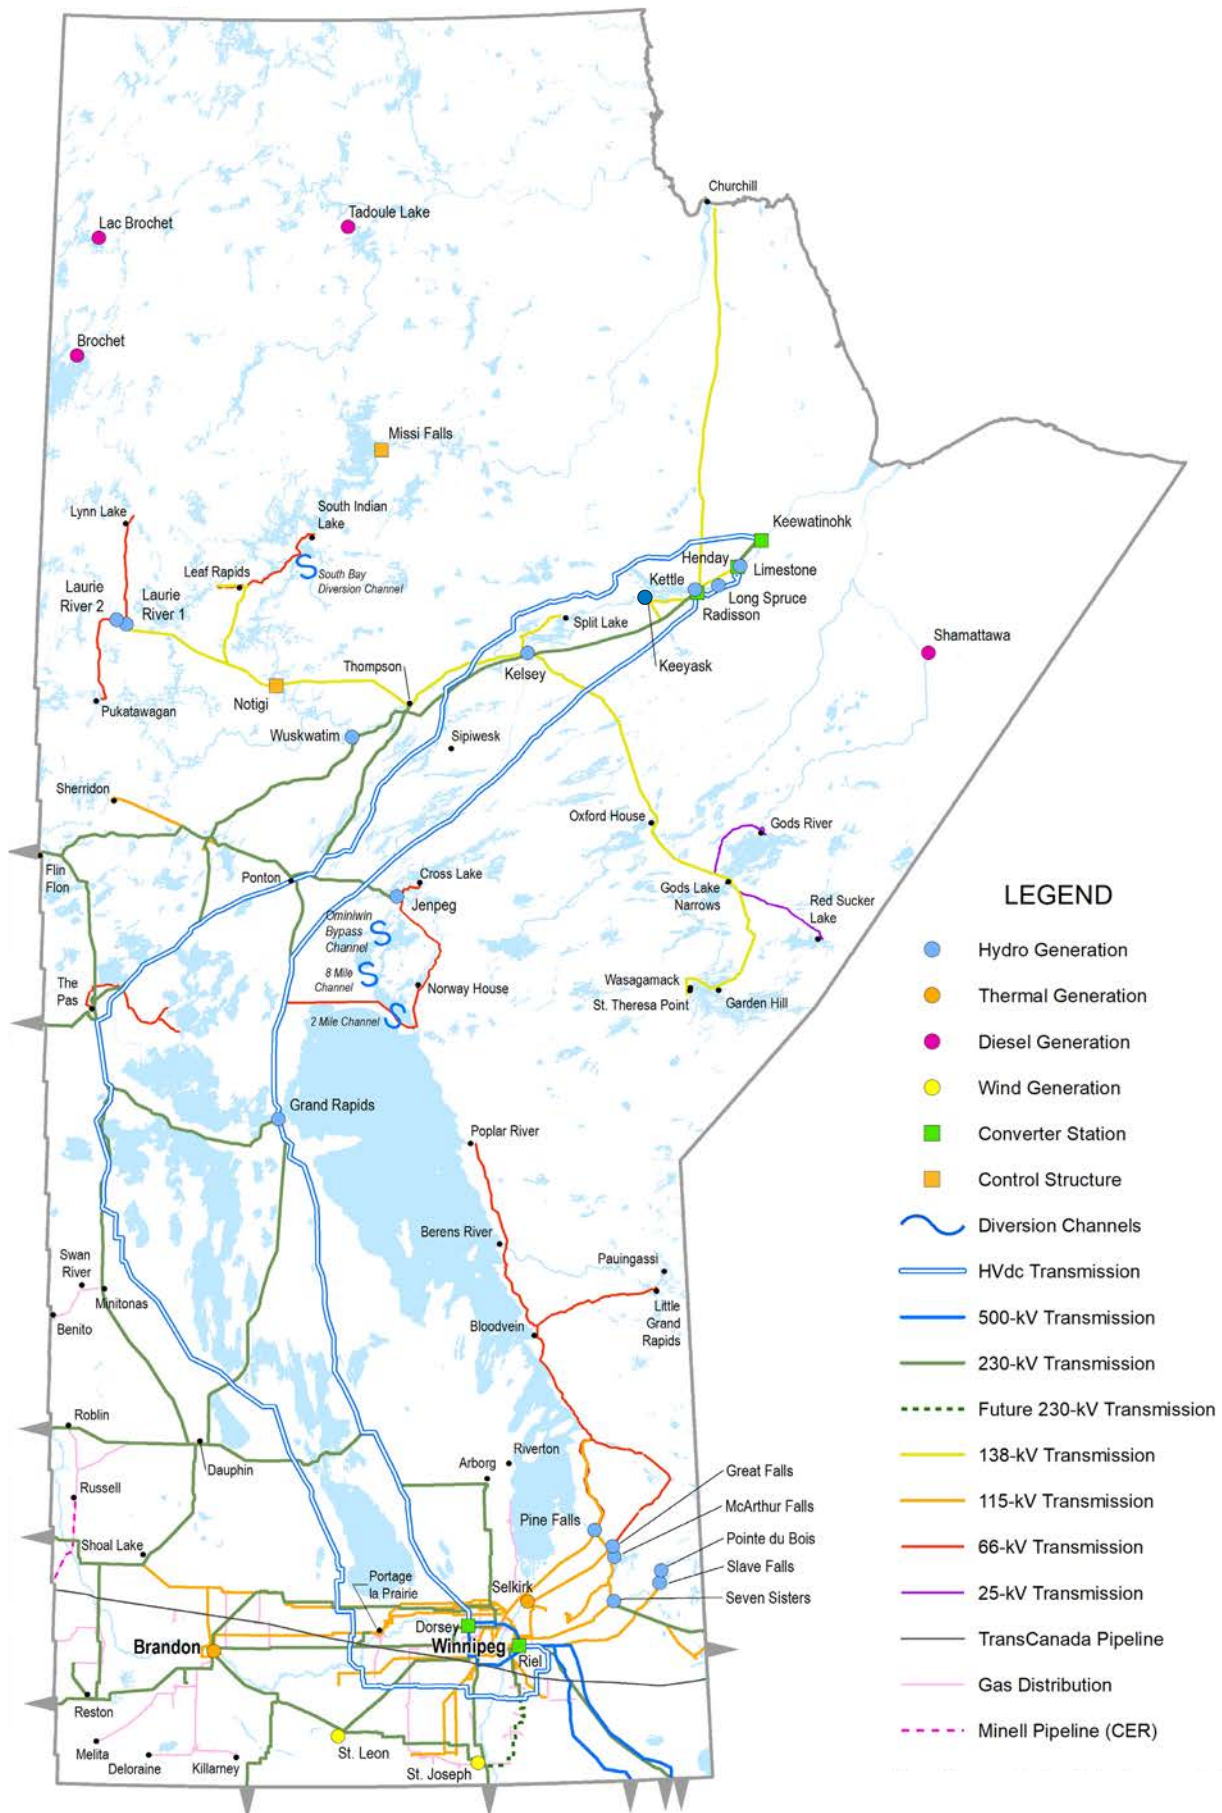 Churchill
Lac Brochet
Tadoule Lake
Brochet
Missi Falls
Lynn Lake
South Indian
Lake
Keewatinohk
Leaf Rapids
South Bay
Diversion Channel
Henday
Limestone
Laurie
River 2
Laurie
River 1
Kettle
Long Spruce
Radisson
Split Lake
Shamattawa
Thompson
Kelsey
Keeyask
Notigi
Pukatawagan
Wuskwatim
Sipiwesk
Sherridon
Oxford House
Gods River
Flin
Flon
Ponton
Cross Lake
Jenpeg
Gods Lake
Narrows
Red Sucker
Lake
Ominiwin
Bypass
Channel
8 Mile
Channel
The
Pas
Norway House
Wasagamack
St. Theresa Point
Garden Hill
2 Mile Channel
Grand Rapids
Poplar River
Berens River
Pauingassi
Swan
River
Minitonas
Benito
Bloodvein
Little
Grand
Rapids
Roblin
Dauphin
Riverton
Arborg
Great Falls
Russell
McArthur Falls
Pine Falls
Pointe du Bois
Shoal Lake
Slave Falls
Portage
la Prairie
Selkirk
Seven Sisters
Dorsey
Brandon
Winnipeg
Riel
Reston
Melita
Deloraine
Killarney
St. Leon
St. Joseph
LEGEND
Hydro Generation
Thermal Generation
Diesel Generation
Wind Generation
Converter Station
Control Structure
Diversion Channels
HVdc Transmission
500-kV Transmission
230-kV Transmission
Future 230-kV Transmission
138-kV Transmission
115-kV Transmission
66-kV Transmission
25-kV Transmission
TransCanada Pipeline
Gas Distribution
Minell Pipeline (CER)